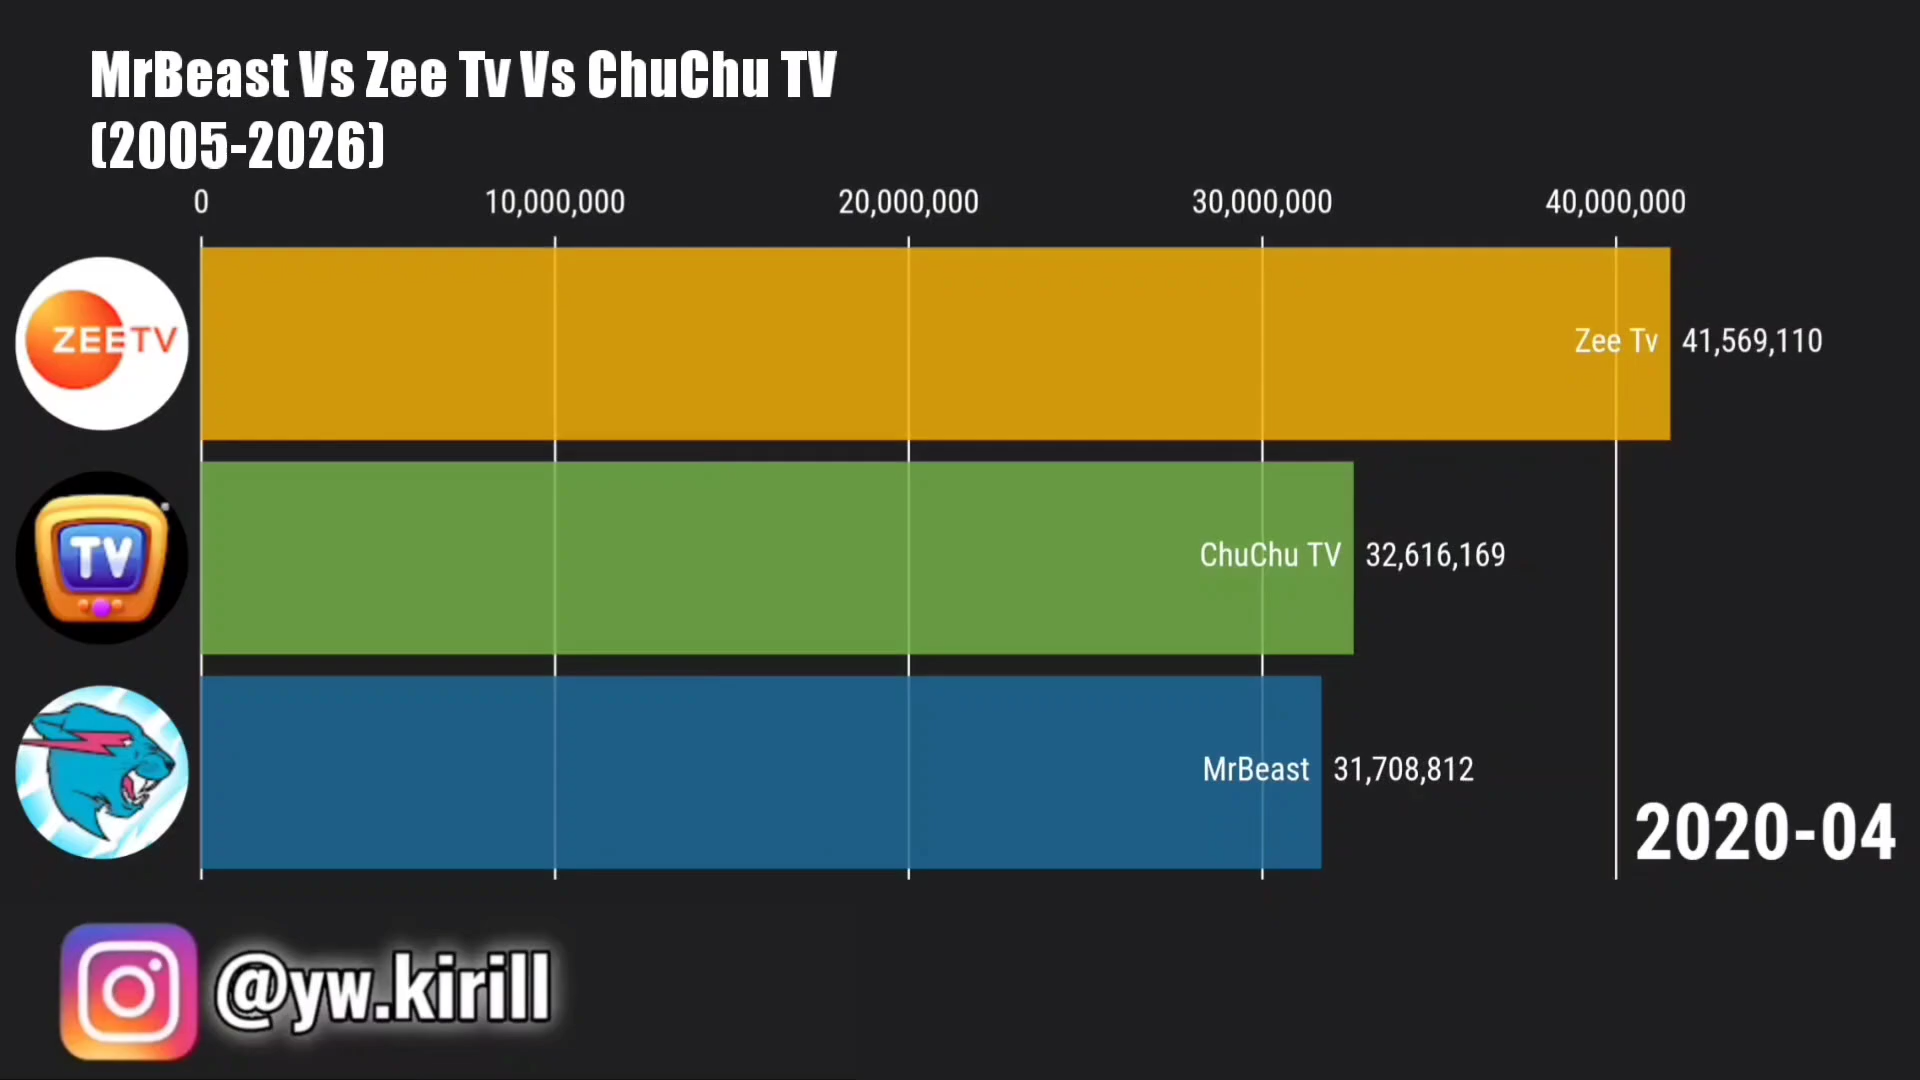 MrBeast Vs Zee Tv Vs ChuChu TV
(2005-2026)
0 10,000,000 20,000,000 30,000,000 40,000,000
ZEETV
Zee Tv 41,569,110
TV
ChuChu TV 32,616,169
MrBeast 31,708,812
2020-04
@yw.kirill